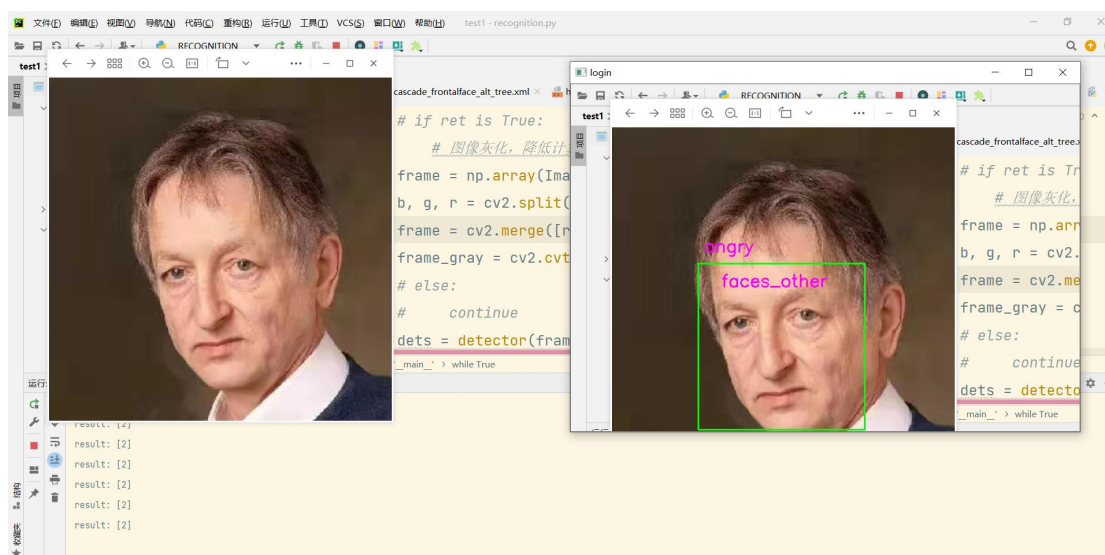 文件(F) 编辑(E) 视图(V) 导航(N) 代码(C) 重构(R) 运行(U) 工具(T) VCS(S) 窗口(W) 帮助(H) test1 - recognition.py
RECOGNITION
test1
项目
cascade_frontalface_alt_tree.xml
# if ret is True:
# 图像灰化，降低计
frame = np.array(Ima
b, g, r = cv2.split(
frame = cv2.merge([r
frame_gray = cv2.cvt
# else:
# continue
dets = detector(fram
'__main__' › while True
login
RECOGNITION
test1
项目
cascade_frontalface_alt_tree.x
# if ret is Tr
# 图像灰化，
frame = np.arr
b, g, r = cv2.
frame = cv2.me
frame_gray = c
# else:
# continue
dets = detecto
'__main__' › while True
angry
faces_other
运行
result: [2]
result: [2]
result: [2]
result: [2]
result: [2]
result: [2]
结构
收藏夹